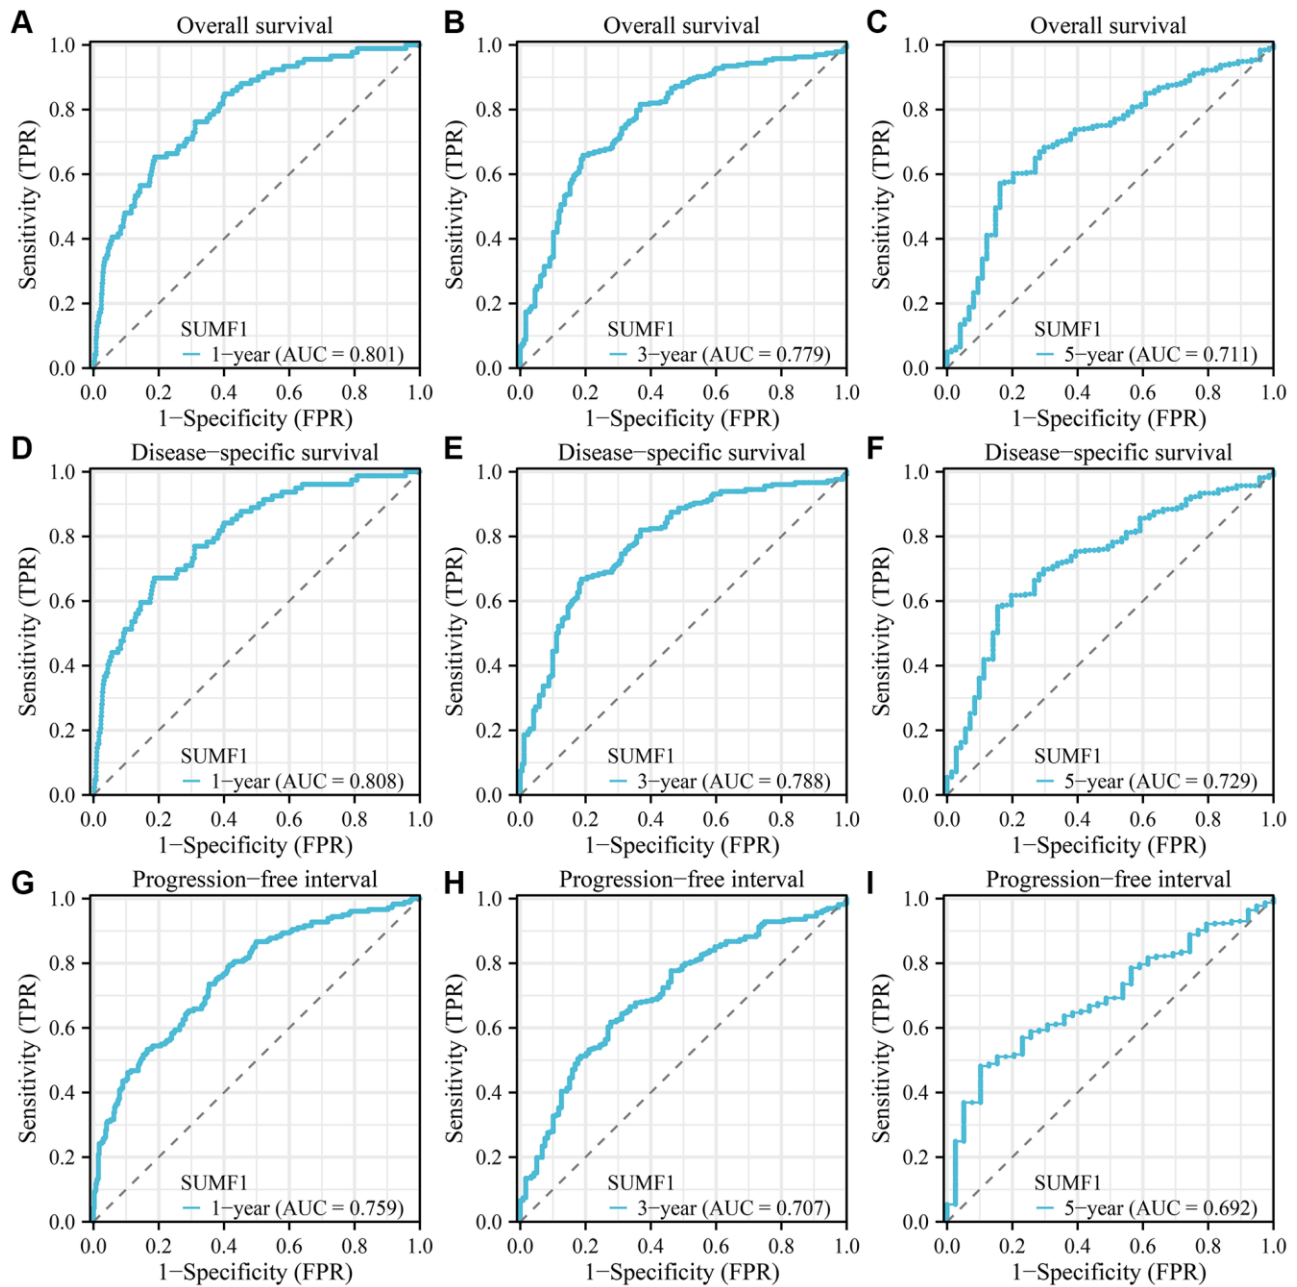 A
Overall survival
1.0
0.8
0.6
0.4
0.2
0.0
Sensitivity (TPR)
SUMF1
1−year (AUC = 0.801)
0.0 0.2 0.4 0.6 0.8 1.0
1−Specificity (FPR)
B
Overall survival
1.0
0.8
0.6
0.4
0.2
0.0
Sensitivity (TPR)
SUMF1
3−year (AUC = 0.779)
0.0 0.2 0.4 0.6 0.8 1.0
1−Specificity (FPR)
C
Overall survival
1.0
0.8
0.6
0.4
0.2
0.0
Sensitivity (TPR)
SUMF1
5−year (AUC = 0.711)
0.0 0.2 0.4 0.6 0.8 1.0
1−Specificity (FPR)
D
Disease−specific survival
1.0
0.8
0.6
0.4
0.2
0.0
Sensitivity (TPR)
SUMF1
1−year (AUC = 0.808)
0.0 0.2 0.4 0.6 0.8 1.0
1−Specificity (FPR)
E
Disease−specific survival
1.0
0.8
0.6
0.4
0.2
0.0
Sensitivity (TPR)
SUMF1
3−year (AUC = 0.788)
0.0 0.2 0.4 0.6 0.8 1.0
1−Specificity (FPR)
F
Disease−specific survival
1.0
0.8
0.6
0.4
0.2
0.0
Sensitivity (TPR)
SUMF1
5−year (AUC = 0.729)
0.0 0.2 0.4 0.6 0.8 1.0
1−Specificity (FPR)
G
Progression−free interval
1.0
0.8
0.6
0.4
0.2
0.0
Sensitivity (TPR)
SUMF1
1−year (AUC = 0.759)
0.0 0.2 0.4 0.6 0.8 1.0
1−Specificity (FPR)
H
Progression−free interval
1.0
0.8
0.6
0.4
0.2
0.0
Sensitivity (TPR)
SUMF1
3−year (AUC = 0.707)
0.0 0.2 0.4 0.6 0.8 1.0
1−Specificity (FPR)
I
Progression−free interval
1.0
0.8
0.6
0.4
0.2
0.0
Sensitivity (TPR)
SUMF1
5−year (AUC = 0.692)
0.0 0.2 0.4 0.6 0.8 1.0
1−Specificity (FPR)